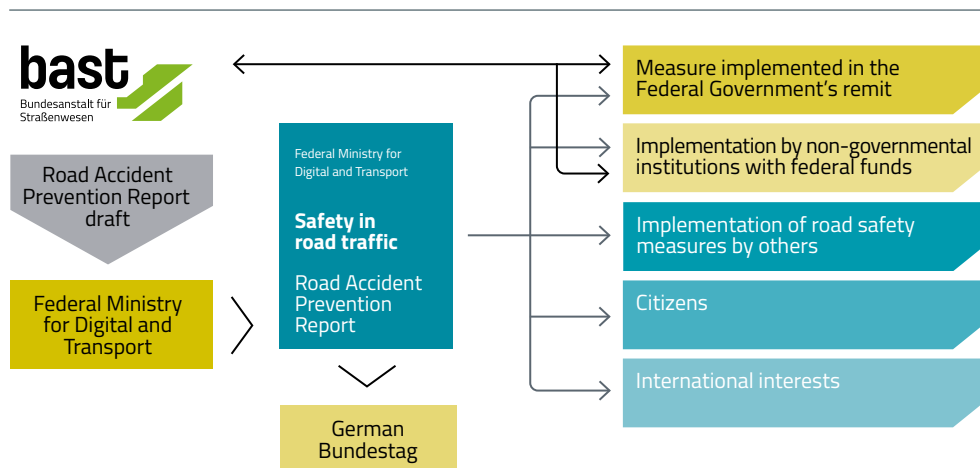 bast
Bundesanstalt für
Straßenwesen
Road Accident
Prevention Report
draft
Federal Ministry
for Digital and
Transport
Federal Ministry for
Digital and Transport
Safety in
road traffic
Road Accident
Prevention
Report
German
Bundestag
Measure implemented in the
Federal Government’s remit
Implementation by non-governmental
institutions with federal funds
Implementation of road safety
measures by others
Citizens
International interests